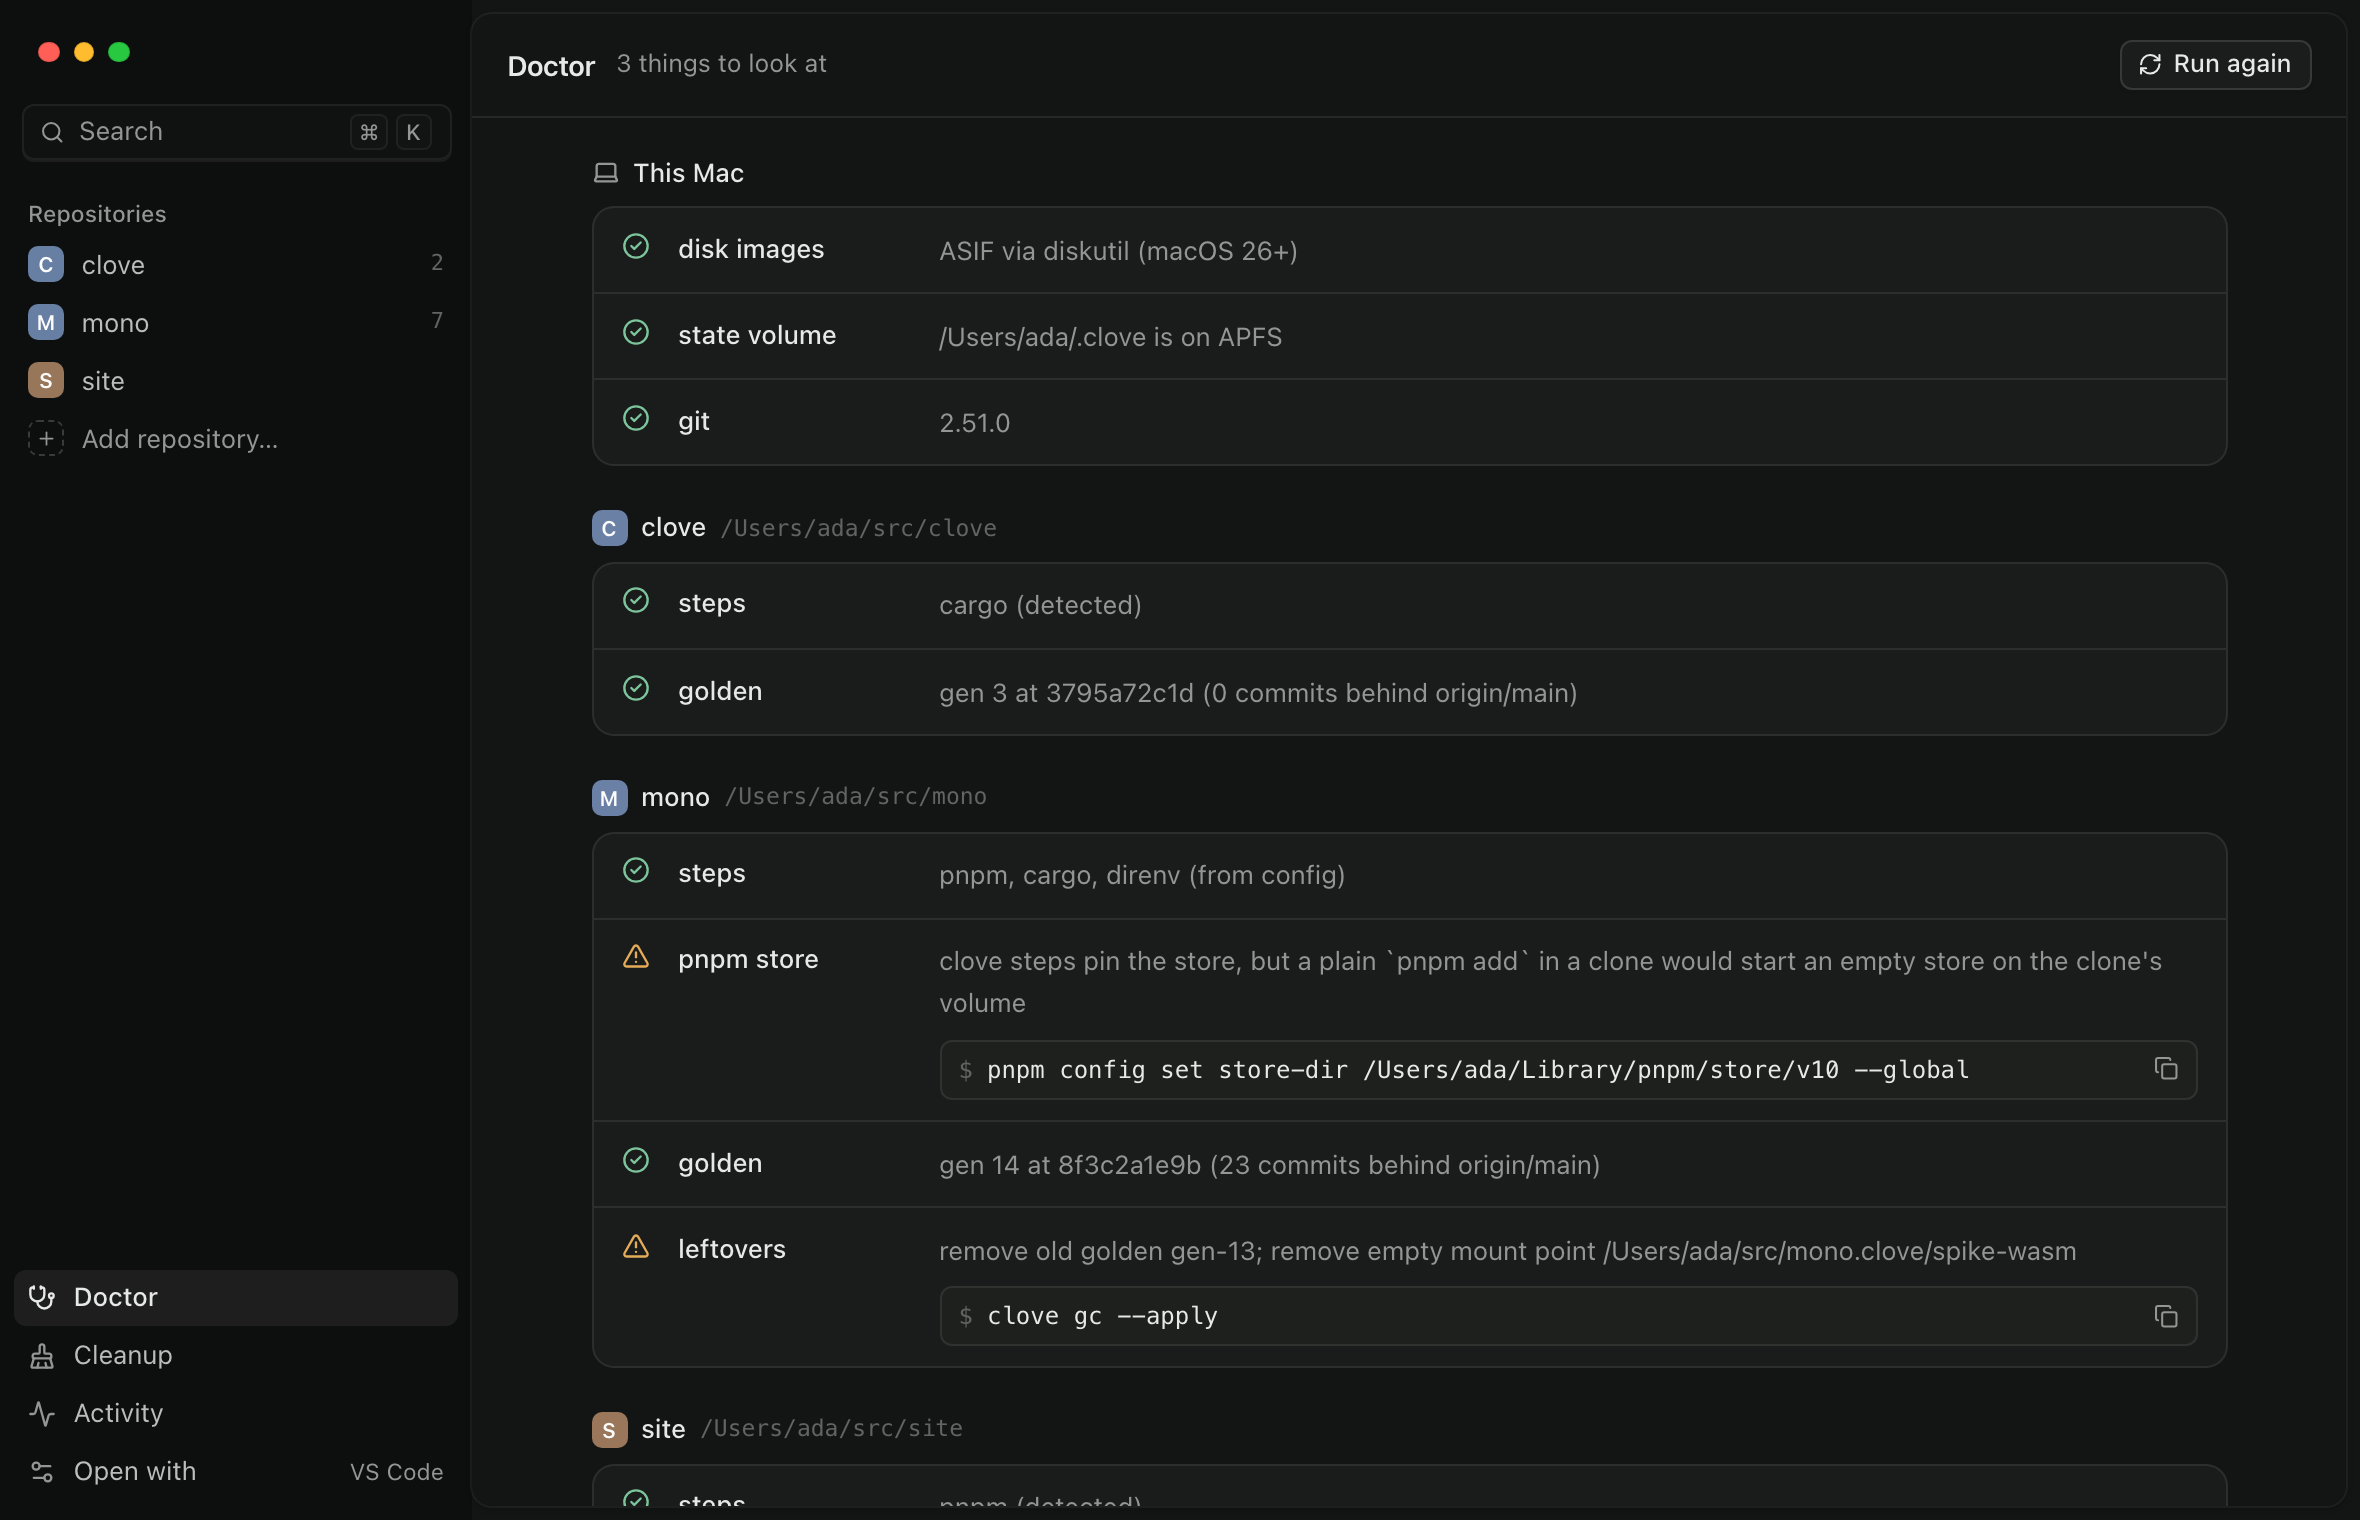 Search ⌘ K
Repositories
C clove 2
M mono 7
S site
+ Add repository...
Doctor
Cleanup
Activity
Open with VS Code
Doctor 3 things to look at
Run again
This Mac
disk images ASIF via diskutil (macOS 26+)
state volume /Users/ada/.clove is on APFS
git 2.51.0
C clove /Users/ada/src/clove
steps cargo (detected)
golden gen 3 at 3795a72c1d (0 commits behind origin/main)
M mono /Users/ada/src/mono
steps pnpm, cargo, direnv (from config)
pnpm store clove steps pin the store, but a plain `pnpm add` in a clone would start an empty store on the clone's
volume
$ pnpm config set store-dir /Users/ada/Library/pnpm/store/v10 --global
golden gen 14 at 8f3c2a1e9b (23 commits behind origin/main)
leftovers remove old golden gen-13; remove empty mount point /Users/ada/src/mono.clove/spike-wasm
$ clove gc --apply
S site /Users/ada/src/site
steps pnpm (detected)